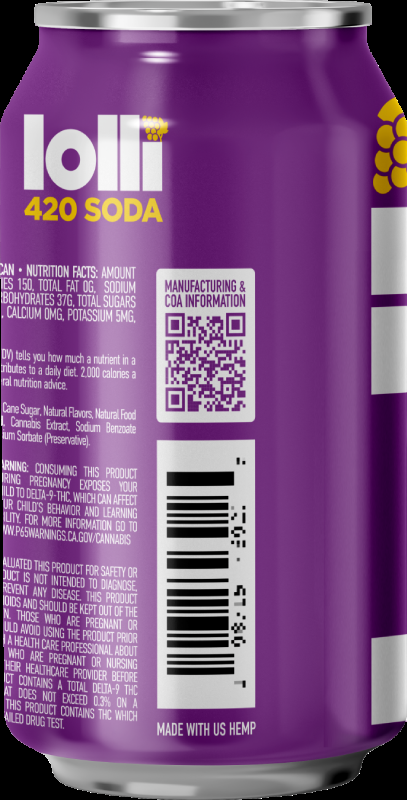 lolli
420 SODA
CAN • NUTRITION FACTS: AMOUNT
IES 150, TOTAL FAT 0G, SODIUM
RBOHYDRATES 37G, TOTAL SUGARS
CALCIUM 0MG, POTASSIUM 5MG,
DV) tells you how much a nutrient in a
tributes to a daily diet. 2,000 calories a
ral nutrition advice.
Cane Sugar, Natural Flavors, Natural Food
Cannabis Extract, Sodium Benzoate
ium Sorbate (Preservative).
ARNING: CONSUMING THIS PRODUCT
RING PREGNANCY EXPOSES YOUR
ILD TO DELTA-9-THC, WHICH CAN AFFECT
UR CHILD'S BEHAVIOR AND LEARNING
ILITY. FOR MORE INFORMATION GO TO
WW.P65WARNINGS.CA.GOV/CANNABIS
ALUATED THIS PRODUCT FOR SAFETY OR
DUCT IS NOT INTENDED TO DIAGNOSE,
REVENT ANY DISEASE. THIS PRODUCT
OIDS AND SHOULD BE KEPT OUT OF THE
N. THOSE WHO ARE PREGNANT OR
ULD AVOID USING THE PRODUCT PRIOR
H A HEALTH CARE PROFESSIONAL ABOUT
WHO ARE PREGNANT OR NURSING
HEIR HEALTHCARE PROVIDER BEFORE
CT CONTAINS A TOTAL DELTA-9 THC
AT DOES NOT EXCEED 0.3% ON A
THIS PRODUCT CONTAINS THC WHICH
AILED DRUG TEST.
MANUFACTURING &
COA INFORMATION
MADE WITH US HEMP